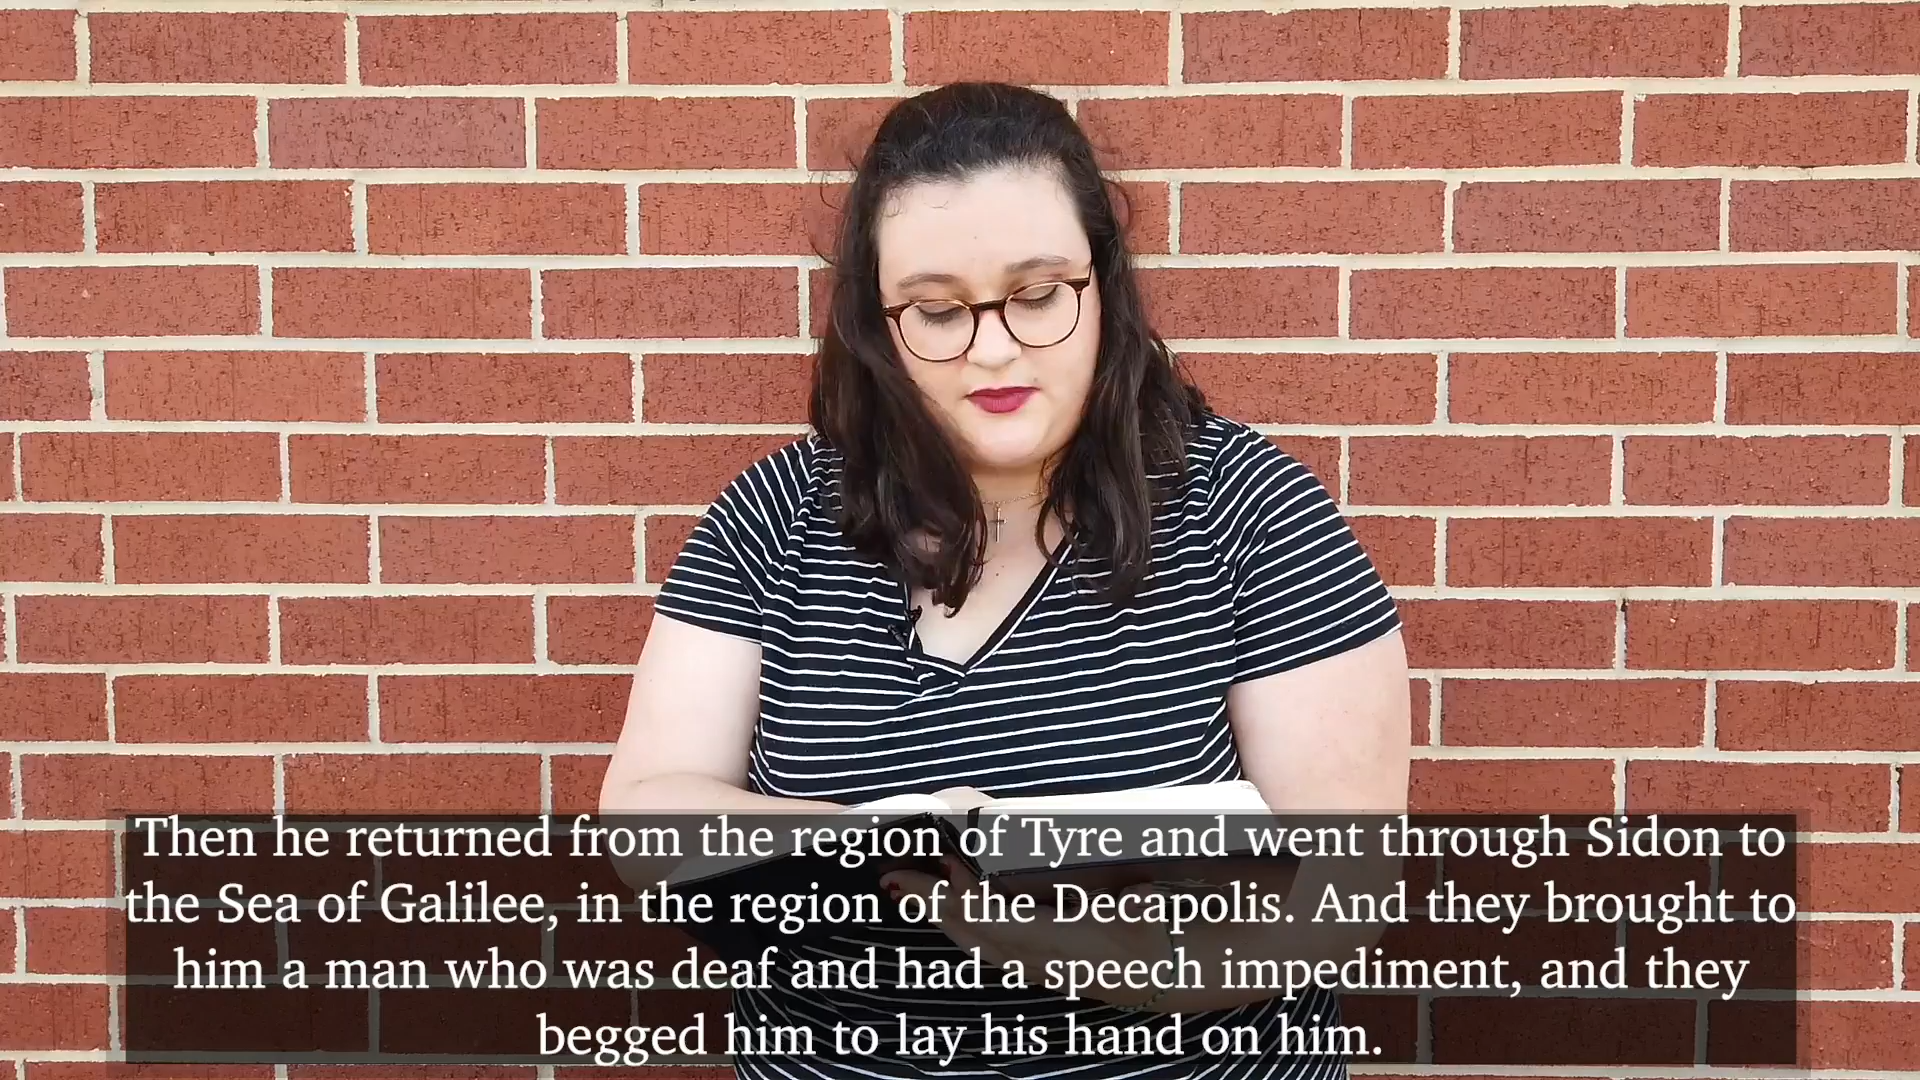 Then he returned from the region of Tyre and went through Sidon to
the Sea of Galilee, in the region of the Decapolis. And they brought to
him a man who was deaf and had a speech impediment, and they
begged him to lay his hand on him.